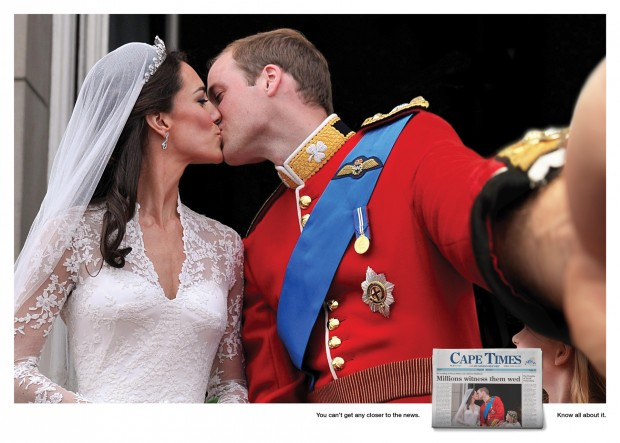 CAPE TIMES
Millions witness them wed
You can't get any closer to the news.
Know all about it.